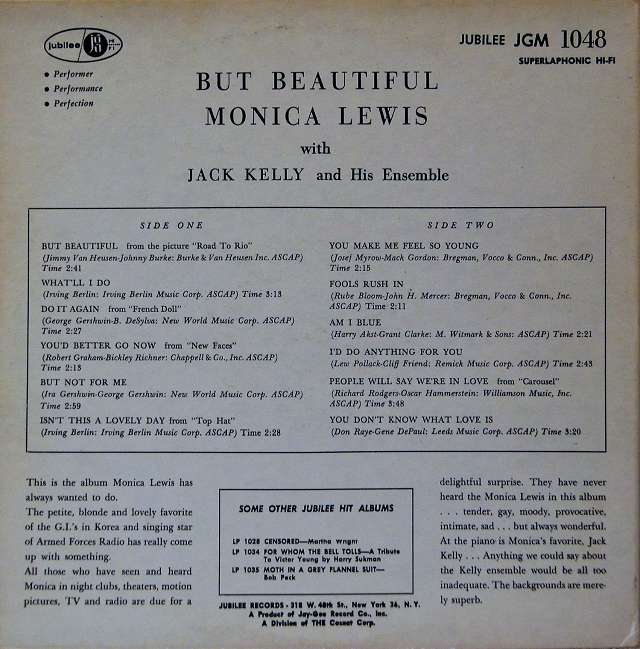 jubilee
HI FI
JUBILEE JGM 1048
SUPERLAPHONIC HI-FI
• Performer
• Performance
• Perfection
BUT BEAUTIFUL
MONICA LEWIS
with
JACK KELLY and His Ensemble
SIDE ONE
BUT BEAUTIFUL from the picture "Road To Rio"
(Jimmy Van Heusen-Johnny Burke: Burke & Van Heusen Inc. ASCAP)
Time 2:41
WHAT'LL I DO
(Irving Berlin: Irving Berlin Music Corp. ASCAP) Time 3:13
DO IT AGAIN from "French Doll"
(George Gershwin-B. DeSylva: New World Music Corp. ASCAP)
Time 2:27
YOU'D BETTER GO NOW from "New Faces"
(Robert Graham-Bickley Richner: Chappell & Co., Inc. ASCAP)
Time 2:13
BUT NOT FOR ME
(Ira Gershwin-George Gershwin: New World Music Corp. ASCAP)
Time 2:59
ISN'T THIS A LOVELY DAY from "Top Hat"
(Irving Berlin: Irving Berlin Music Corp. ASCAP) Time 2:28
SIDE TWO
YOU MAKE ME FEEL SO YOUNG
(Josef Myrow-Mack Gordon: Bregman, Vocco & Conn., Inc. ASCAP)
Time 2:15
FOOLS RUSH IN
(Rube Bloom-John H. Mercer: Bregman, Vocco & Conn., Inc.
ASCAP) Time 2:11
AM I BLUE
(Harry Akst-Grant Clarke: M. Witmark & Sons: ASCAP) Time 2:21
I'D DO ANYTHING FOR YOU
(Lew Pollack-Cliff Friend: Remick Music Corp. ASCAP) Time 2:43
PEOPLE WILL SAY WE'RE IN LOVE from "Carousel"
(Richard Rodgers-Oscar Hammerstein: Williamson Music, Inc.
ASCAP) Time 3:48
YOU DON'T KNOW WHAT LOVE IS
(Don Raye-Gene DePaul: Leeds Music Corp. ASCAP) Time 3:20
This is the album Monica Lewis has
always wanted to do.
The petite, blonde and lovely favorite
of the G.I.'s in Korea and singing star
of Armed Forces Radio has really come
up with something.
All those who have seen and heard
Monica in night clubs, theaters, motion
pictures, TV and radio are due for a
SOME OTHER JUBILEE HIT ALBUMS
LP 1028 CENSORED—Martha Wright
LP 1034 FOR WHOM THE BELL TOLLS—A Tribute
To Victor Young by Harry Sukman
LP 1035 MOTH IN A GREY FLANNEL SUIT—
Bob Peck
JUBILEE RECORDS • 318 W. 48th St., New York 36, N. Y.
A Product of Jay-Gee Record Co., Inc.
A Division of THE Cosnat Corp.
delightful surprise. They have never
heard the Monica Lewis in this album
. . . tender, gay, moody, provocative,
intimate, sad . . . but always wonderful.
At the piano is Monica's favorite, Jack
Kelly . . . Anything we could say about
the Kelly ensemble would be all too
inadequate. The backgrounds are mere-
ly superb.